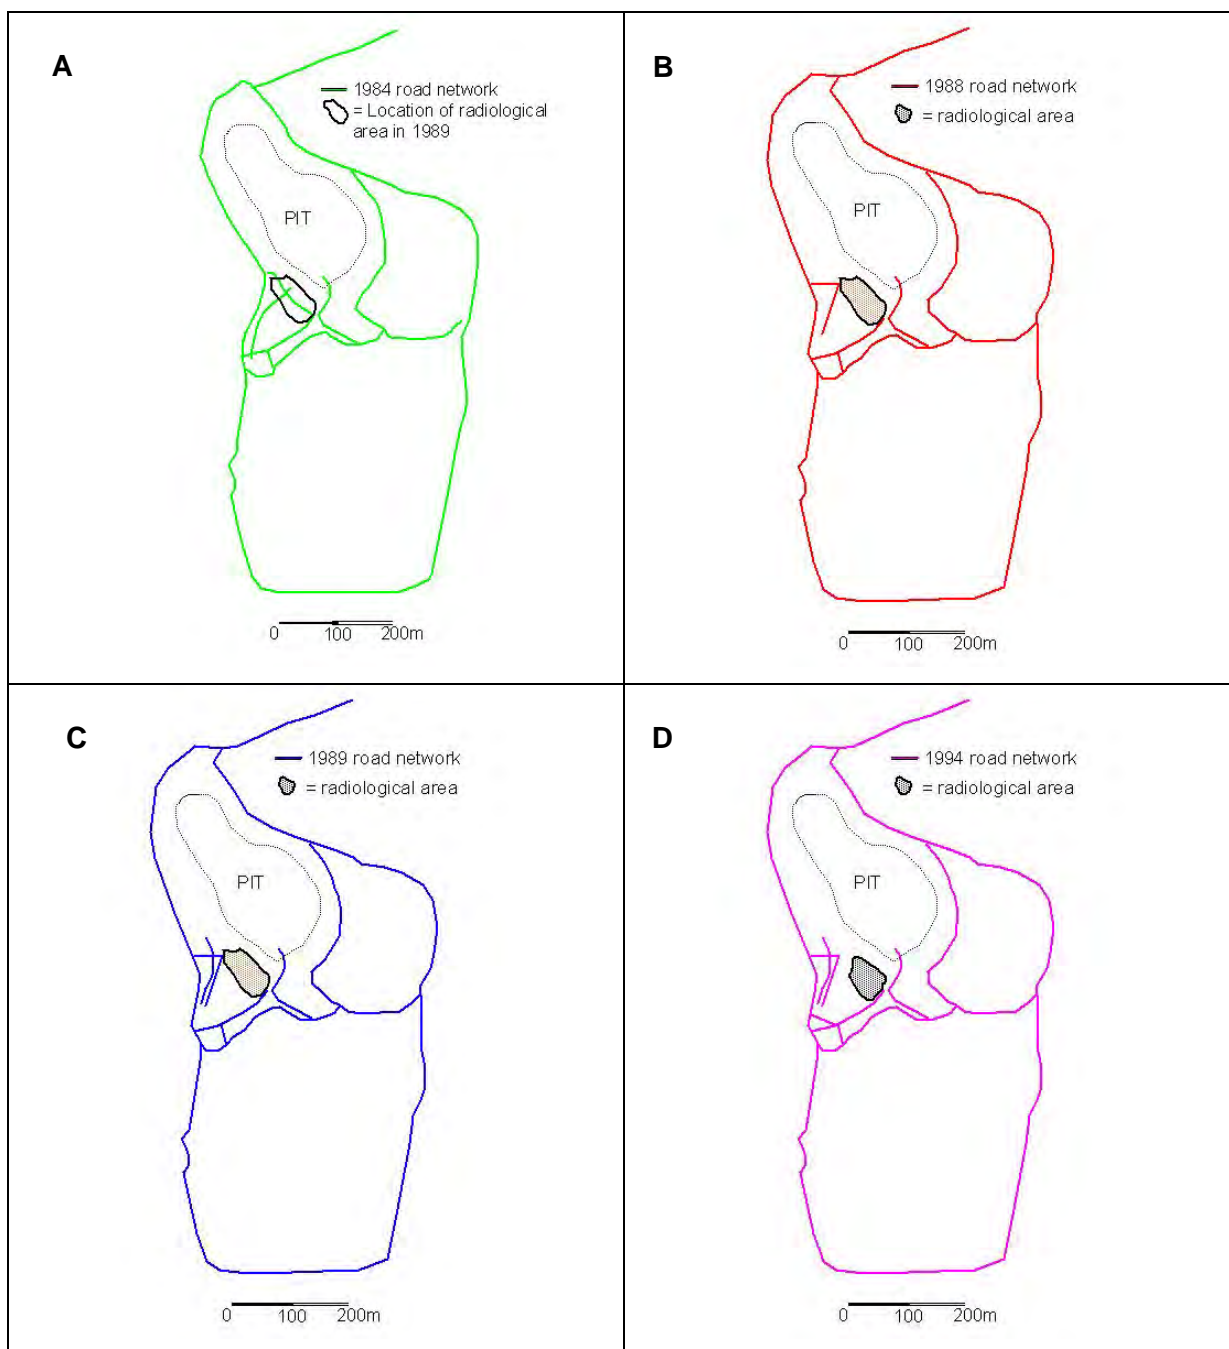 A
1984 road network
= Location of radiological
area in 1989
PIT
0 100 200m
B
1988 road network
= radiological area
PIT
0 100 200m
C
1989 road network
= radiological area
PIT
0 100 200m
D
1994 road network
= radiological area
PIT
0 100 200m